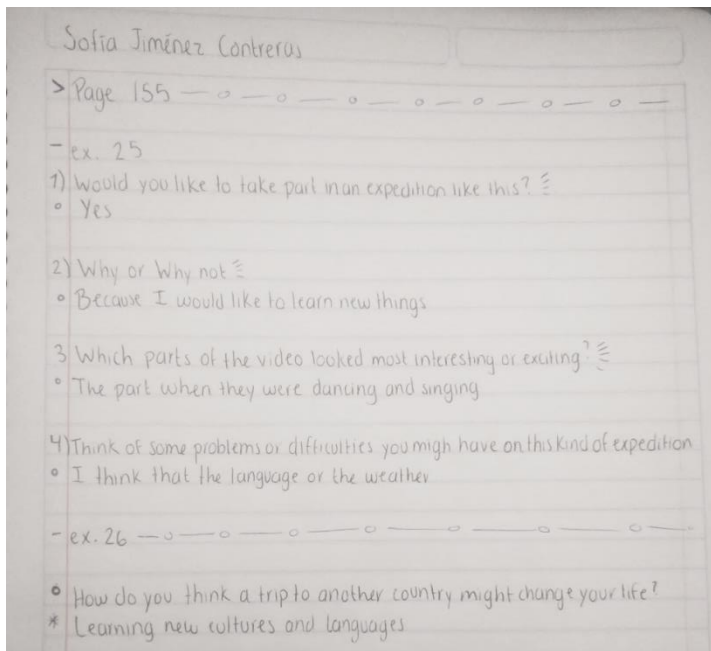 Sofia Jiménez Contreras
> Page 155
- ex. 25
1) Would you like to take part in an expedition like this?
° Yes
2) Why or Why not
° Because I would like to learn new things
3 Which parts of the video looked most interesting or exciting?
° The part when they were dancing and singing
4) Think of some problems or difficulties you migh have on this kind of expedition
° I think that the language or the weather
- ex. 26
° How do you think a trip to another country might change your life?
* Learning new cultures and languages